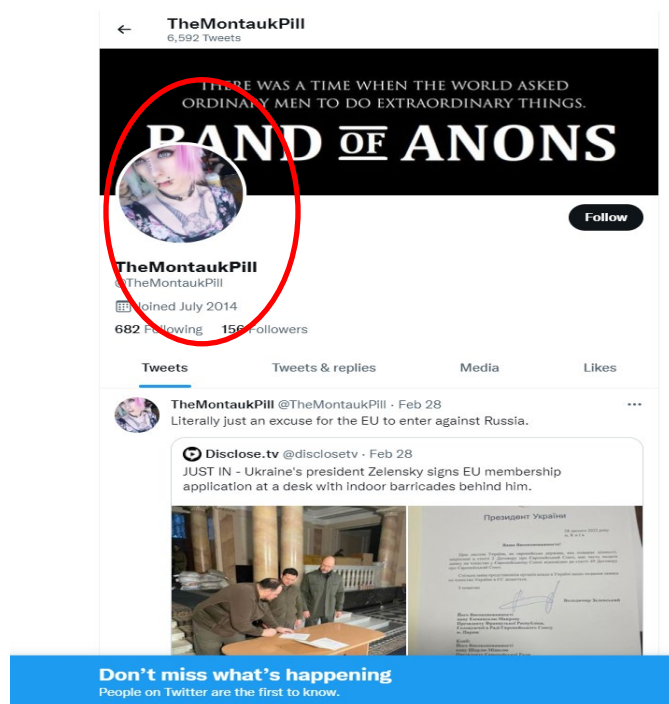 TheMontaukPill
6,592 Tweets
THERE WAS A TIME WHEN THE WORLD ASKED
ORDINARY MEN TO DO EXTRAORDINARY THINGS.
BAND OF ANONS
Follow
TheMontaukPill
@TheMontaukPill
Joined July 2014
682 Following 156 Followers
Tweets Tweets & replies Media Likes
TheMontaukPill @TheMontaukPill · Feb 28
Literally just an excuse for the EU to enter against Russia.
Disclose.tv @disclosetv · Feb 28
JUST IN - Ukraine's president Zelensky signs EU membership
application at a desk with indoor barricades behind him.
Президент України
Володимир Зеленський
Don't miss what's happening
People on Twitter are the first to know.